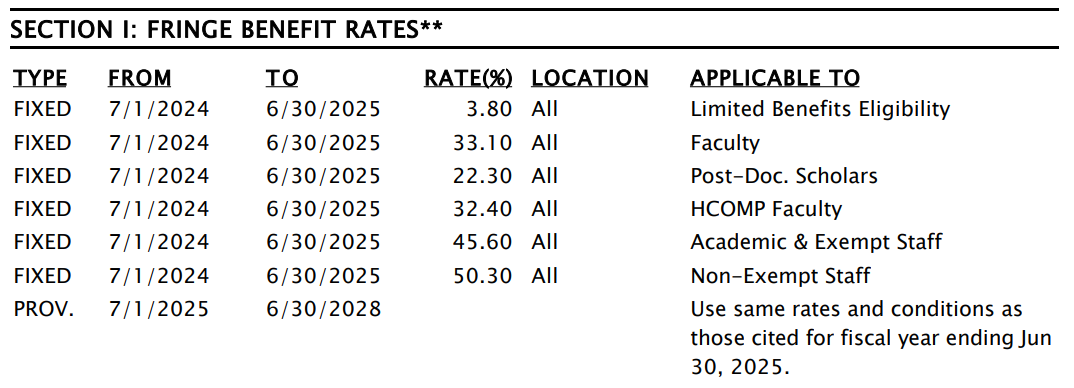 SECTION I: FRINGE BENEFIT RATES**
TYPE FROM TO RATE(%) LOCATION APPLICABLE TO
FIXED 7/1/2024 6/30/2025 3.80 All Limited Benefits Eligibility
FIXED 7/1/2024 6/30/2025 33.10 All Faculty
FIXED 7/1/2024 6/30/2025 22.30 All Post-Doc. Scholars
FIXED 7/1/2024 6/30/2025 32.40 All HCOMP Faculty
FIXED 7/1/2024 6/30/2025 45.60 All Academic & Exempt Staff
FIXED 7/1/2024 6/30/2025 50.30 All Non-Exempt Staff
PROV. 7/1/2025 6/30/2028 Use same rates and conditions as
those cited for fiscal year ending Jun
30, 2025.